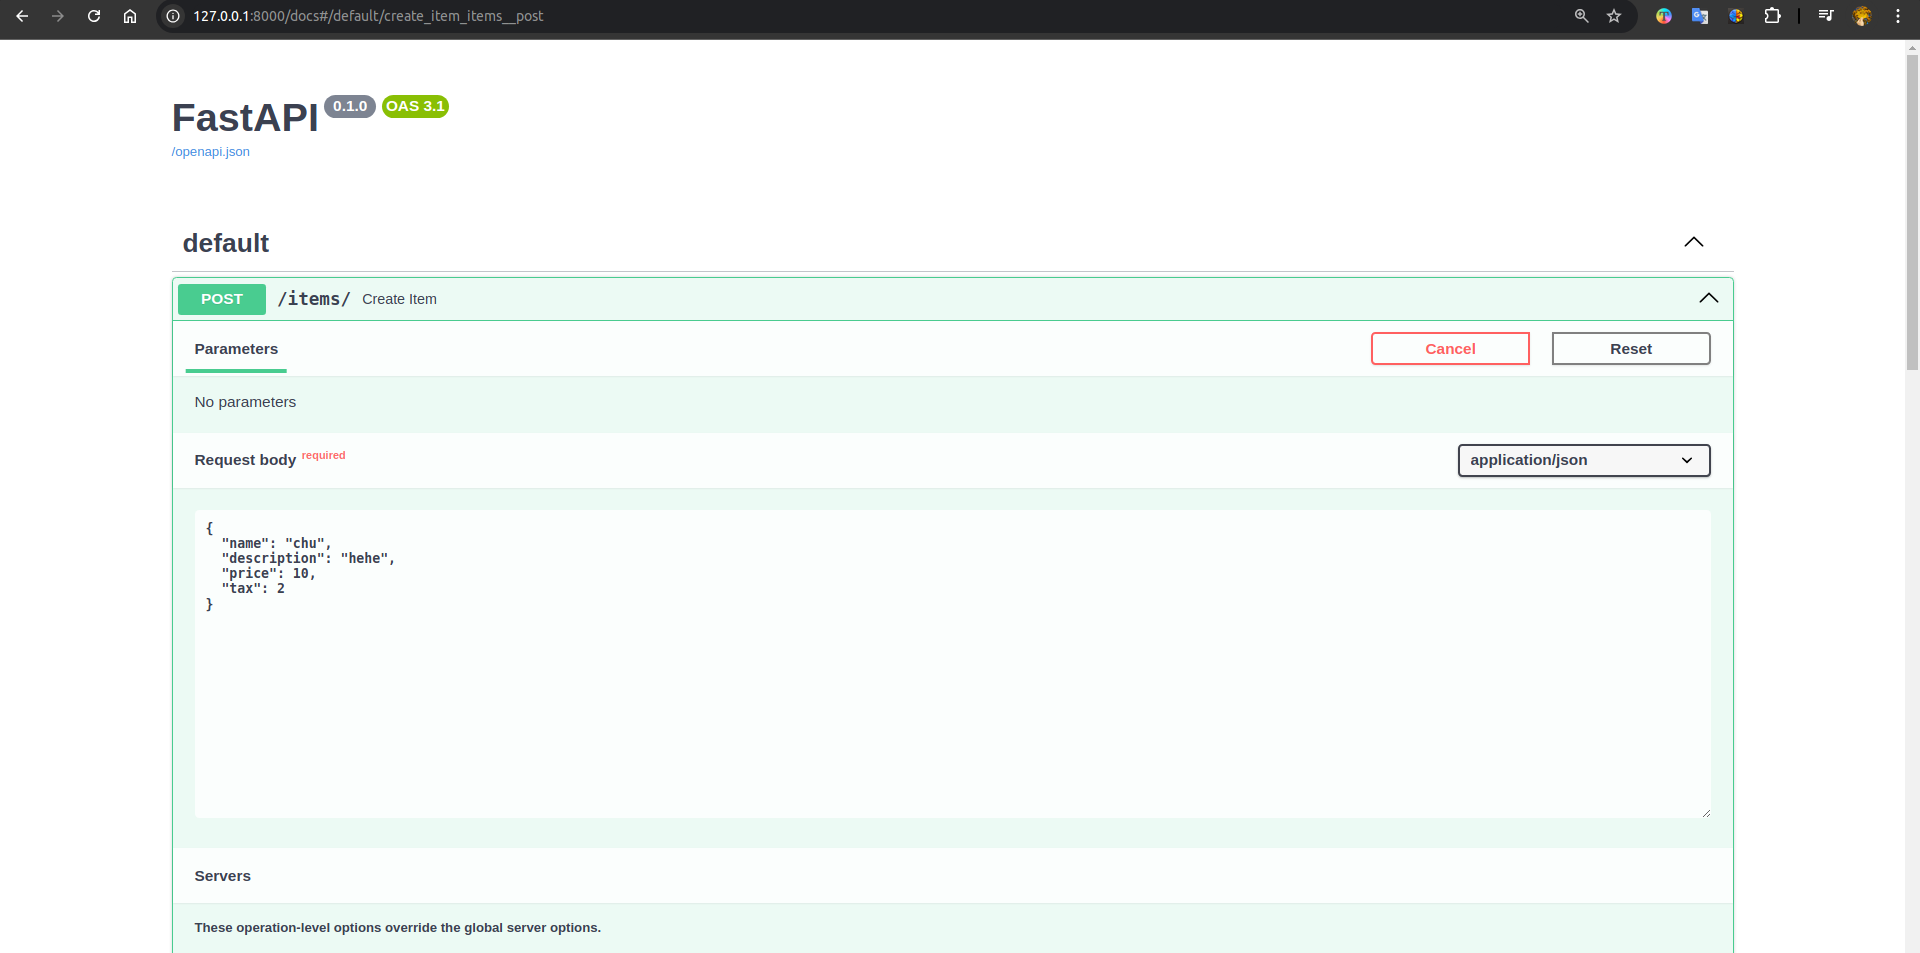 127.0.0.1:8000/docs#/default/create_item_items__post
FastAPI 0.1.0 OAS 3.1
/openapi.json
default
POST /items/ Create Item
Parameters Cancel Reset
No parameters
Request body required application/json
{
  "name": "chu",
  "description": "hehe",
  "price": 10,
  "tax": 2
}
Servers
These operation-level options override the global server options.